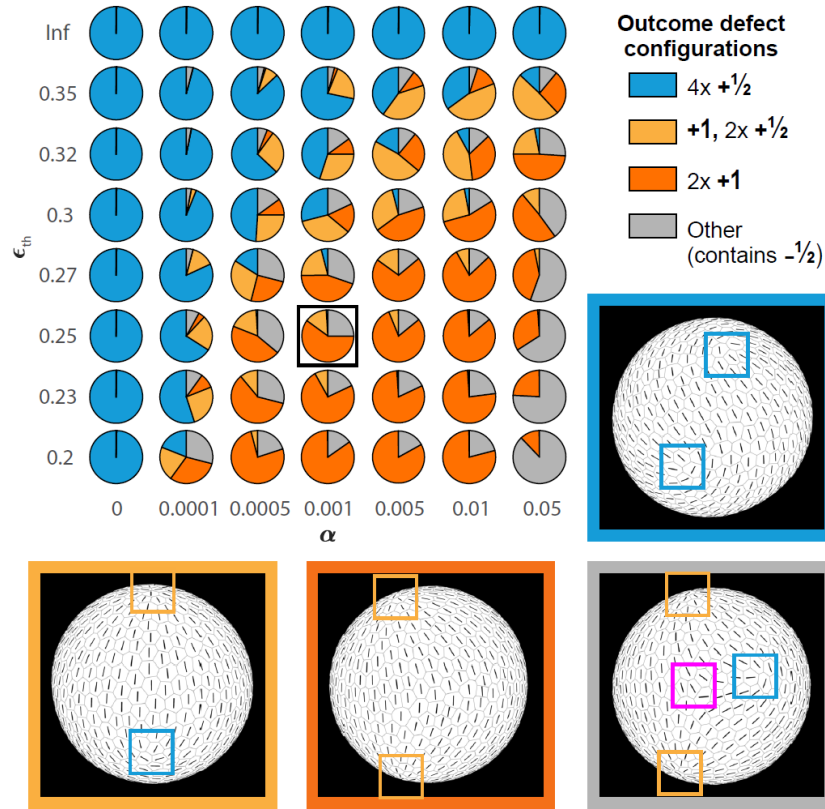 Inf
0.35
0.32
0.3
0.27
0.25
0.23
0.2
ϵth
0 0.0001 0.0005 0.001 0.005 0.01 0.05
α
Outcome defect
configurations
4x +½
+1, 2x +½
2x +1
Other
(contains -½)